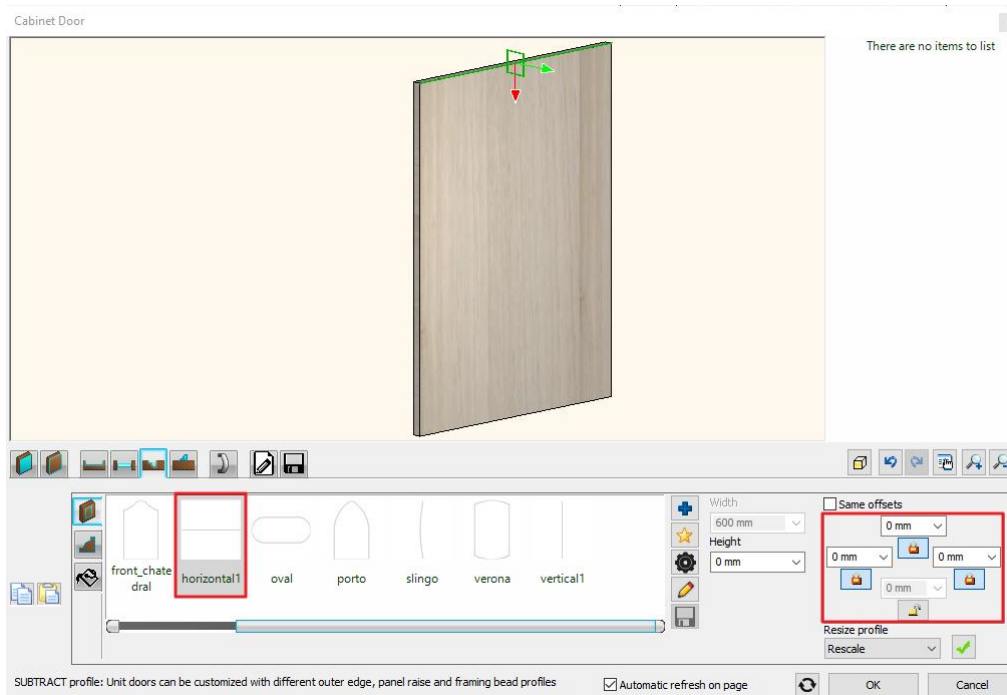 Cabinet Door
There are no items to list
Width
600 mm
Height
0 mm
Same offsets
0 mm
0 mm
0 mm
0 mm
front_chate
dral
horizontal1
oval
porto
slingo
verona
vertical1
Resize profile
Rescale
SUBTRACT profile: Unit doors can be customized with different outer edge, panel raise and framing bead profiles
Automatic refresh on page
OK
Cancel